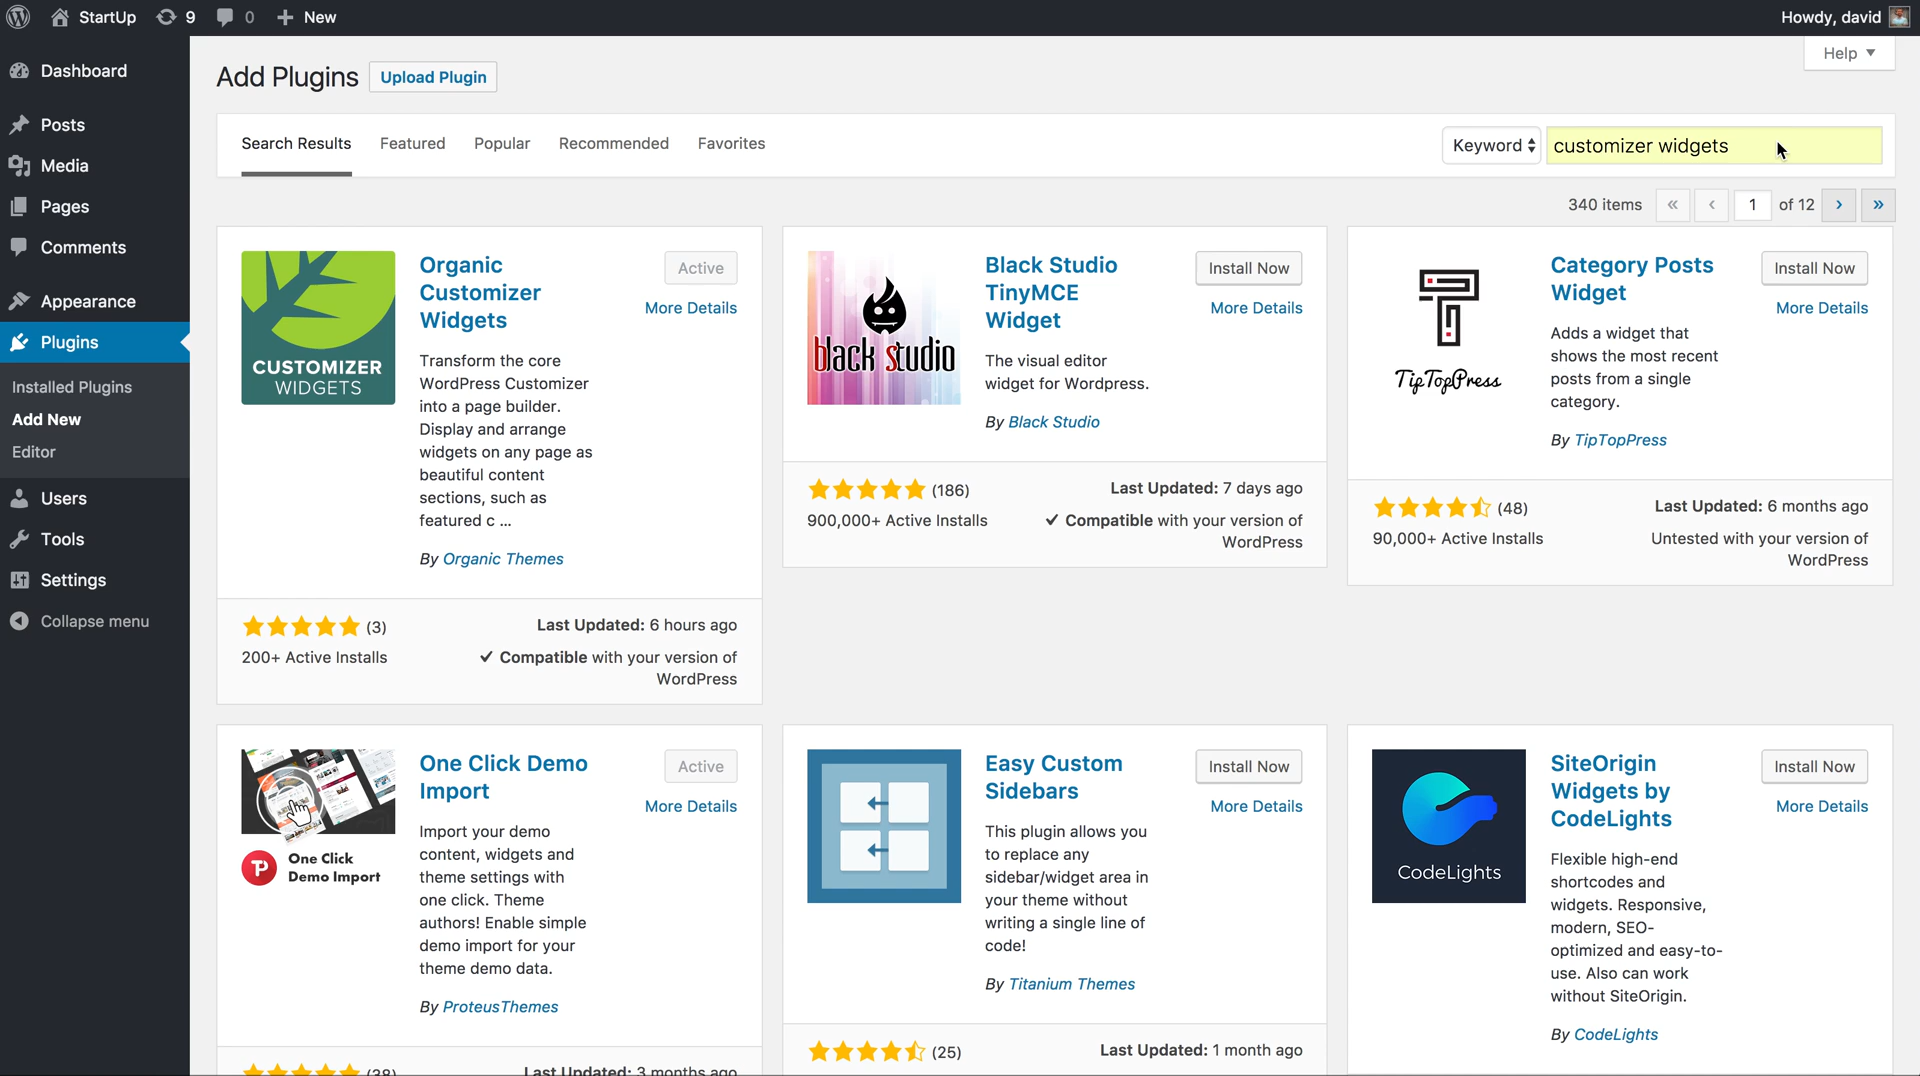 StartUp 9 0 New Howdy, david
Help
Dashboard
Posts
Media
Pages
Comments
Appearance
Plugins
Installed Plugins
Add New
Editor
Users
Tools
Settings
Collapse menu
Add Plugins Upload Plugin
Search Results Featured Popular Recommended Favorites Keyword customizer widgets
340 items « ‹ 1 of 12 › »
CUSTOMIZER
WIDGETS
Organic
Customizer
Widgets
Active
More Details
Transform the core
WordPress Customizer
into a page builder.
Display and arrange
widgets on any page as
beautiful content
sections, such as
featured c ...
By Organic Themes
(3)
200+ Active Installs
Last Updated: 6 hours ago
✓ Compatible with your version of
WordPress
black studio
Black Studio
TinyMCE
Widget
Install Now
More Details
The visual editor
widget for Wordpress.
By Black Studio
(186)
900,000+ Active Installs
Last Updated: 7 days ago
✓ Compatible with your version of
WordPress
TipTopPress
Category Posts
Widget
Install Now
More Details
Adds a widget that
shows the most recent
posts from a single
category.
By TipTopPress
(48)
90,000+ Active Installs
Last Updated: 6 months ago
Untested with your version of
WordPress
One Click
Demo Import
One Click Demo
Import
Active
More Details
Import your demo
content, widgets and
theme settings with
one click. Theme
authors! Enable simple
demo import for your
theme demo data.
By ProteusThemes
(38)
Last Updated: 3 months ago
Easy Custom
Sidebars
Install Now
More Details
This plugin allows you
to replace any
sidebar/widget area in
your theme without
writing a single line of
code!
By Titanium Themes
(25)
Last Updated: 1 month ago
CodeLights
SiteOrigin
Widgets by
CodeLights
Install Now
More Details
Flexible high-end
shortcodes and
widgets. Responsive,
modern, SEO-
optimized and easy-to-
use. Also can work
without SiteOrigin.
By CodeLights